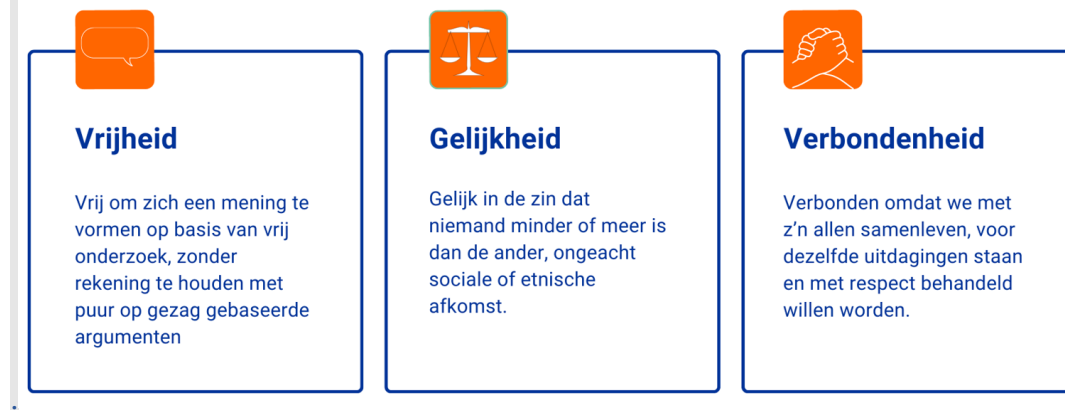 Vrijheid
Vrij om zich een mening te
vormen op basis van vrij
onderzoek, zonder
rekening te houden met
puur op gezag gebaseerde
argumenten
Gelijkheid
Gelijk in de zin dat
niemand minder of meer is
dan de ander, ongeacht
sociale of etnische
afkomst.
Verbondenheid
Verbonden omdat we met
z’n allen samenleven, voor
dezelfde uitdagingen staan
en met respect behandeld
willen worden.